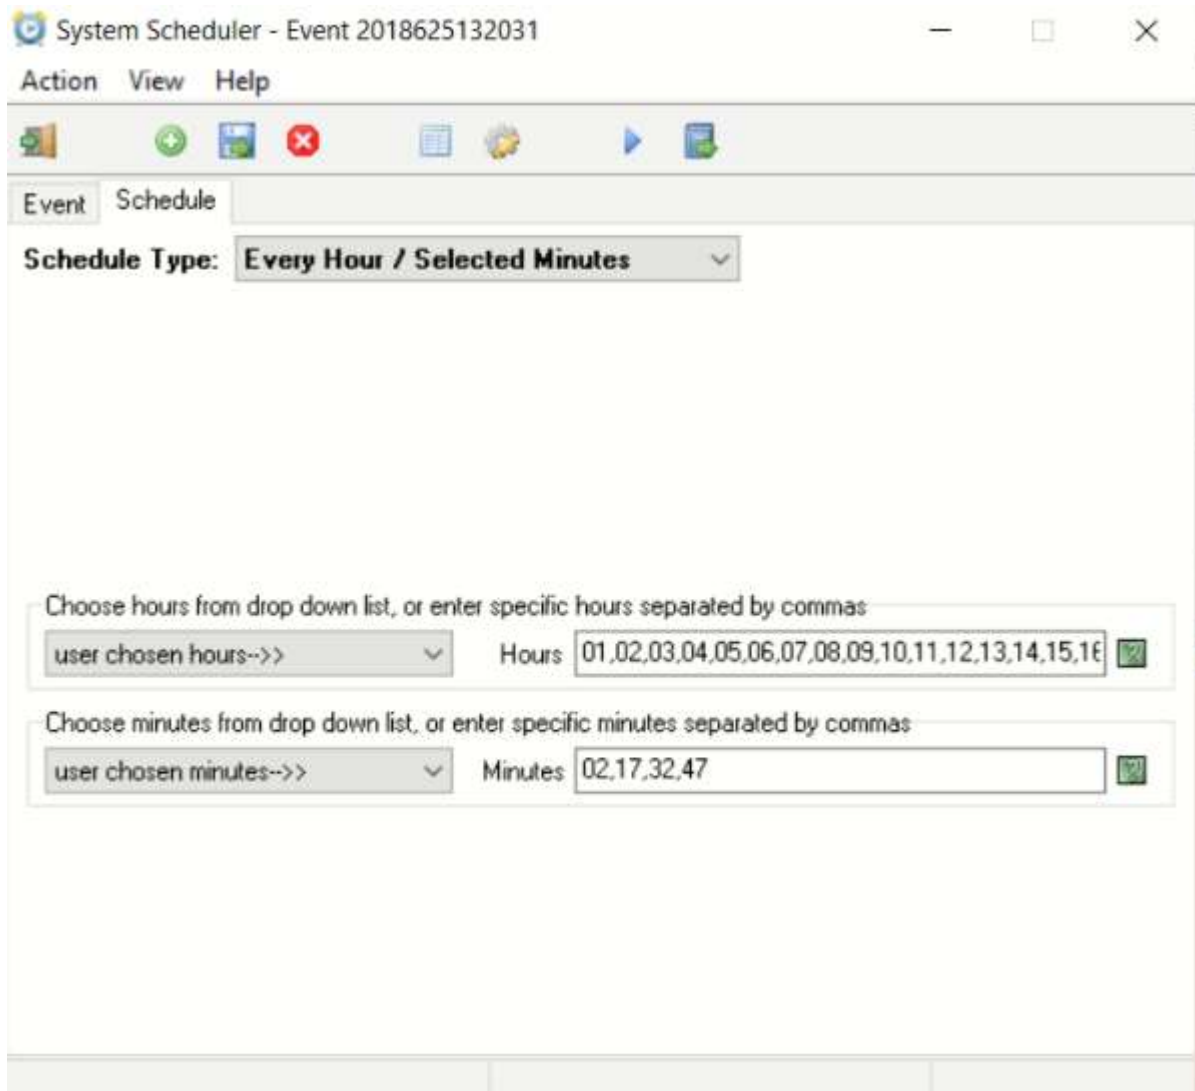 System Scheduler - Event 2018625132031
Action View Help
Event Schedule
Schedule Type: Every Hour / Selected Minutes
Choose hours from drop down list, or enter specific hours separated by commas
user chosen hours-->> Hours 01,02,03,04,05,06,07,08,09,10,11,12,13,14,15,16
Choose minutes from drop down list, or enter specific minutes separated by commas
user chosen minutes-->> Minutes 02,17,32,47